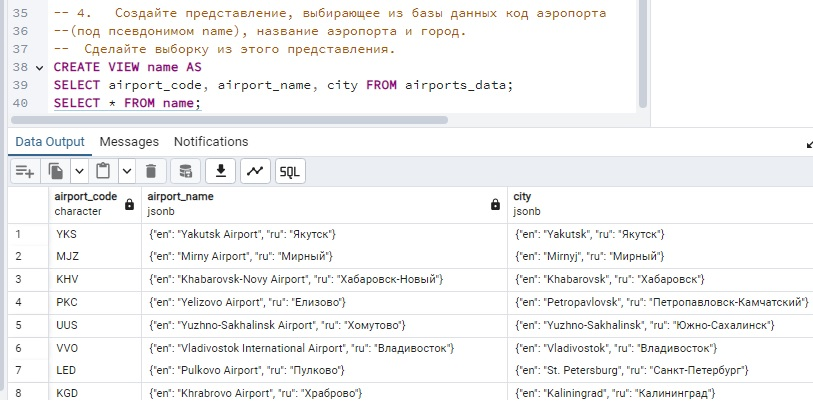 35 -- 4. Создайте представление, выбирающее из базы данных код аэропорта
36 --(под псевдонимом name), название аэропорта и город.
37 -- Сделайте выборку из этого представления.
38 CREATE VIEW name AS
39 SELECT airport_code, airport_name, city FROM airports_data;
40 SELECT * FROM name;
Data Output Messages Notifications
SQL
airport_code airport_name city
character jsonb jsonb
1 YKS {"en": "Yakutsk Airport", "ru": "Якутск"} {"en": "Yakutsk", "ru": "Якутск"}
2 MJZ {"en": "Mirny Airport", "ru": "Мирный"} {"en": "Mirnyj", "ru": "Мирный"}
3 KHV {"en": "Khabarovsk-Novy Airport", "ru": "Хабаровск-Новый"} {"en": "Khabarovsk", "ru": "Хабаровск"}
4 PKC {"en": "Yelizovo Airport", "ru": "Елизово"} {"en": "Petropavlovsk", "ru": "Петропавловск-Камчатский"}
5 UUS {"en": "Yuzhno-Sakhalinsk Airport", "ru": "Хомутово"} {"en": "Yuzhno-Sakhalinsk", "ru": "Южно-Сахалинск"}
6 VVO {"en": "Vladivostok International Airport", "ru": "Владивосток"} {"en": "Vladivostok", "ru": "Владивосток"}
7 LED {"en": "Pulkovo Airport", "ru": "Пулково"} {"en": "St. Petersburg", "ru": "Санкт-Петербург"}
8 KGD {"en": "Khrabrovo Airport", "ru": "Храброво"} {"en": "Kaliningrad", "ru": "Калининград"}